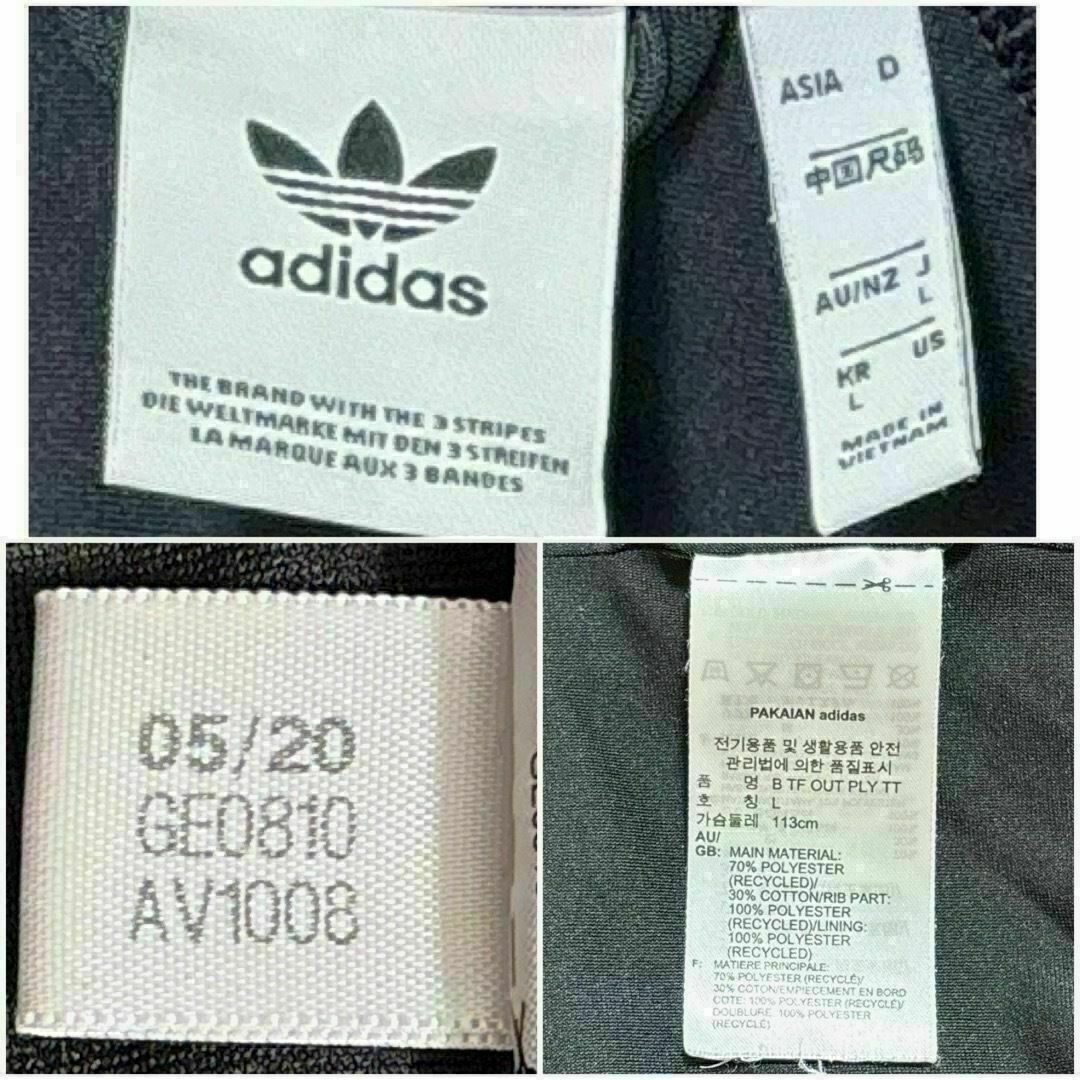 adidas
THE BRAND WITH THE 3 STRIPES
DIE WELTMARKE MIT DEN 3 STREIFEN
LA MARQUE AUX 3 BANDES
ASIA D
中国尺码
AU/NZ J
L
KR US
L
MADE IN
VIETNAM
05/20
GE0810
AV1008
PAKAIAN adidas
전기용품 및 생활용품 안전
관리법에 의한 품질표시
품 명 B TF OUT PLY TT
호 칭 L
가슴둘레 113cm
AU/
GB: MAIN MATERIAL:
70% POLYESTER
(RECYCLED)/
30% COTTON/RIB PART:
100% POLYESTER
(RECYCLED)/LINING:
100% POLYESTER
(RECYCLED)
F: MATIERE PRINCIPALE:
70% POLYESTER (RECYCLÉ)/
30% COTON/EMPIECEMENT EN BORD
COTE: 100% POLYESTER (RECYCLÉ)/
DOUBLURE: 100% POLYESTER
(RECYCLÉ)